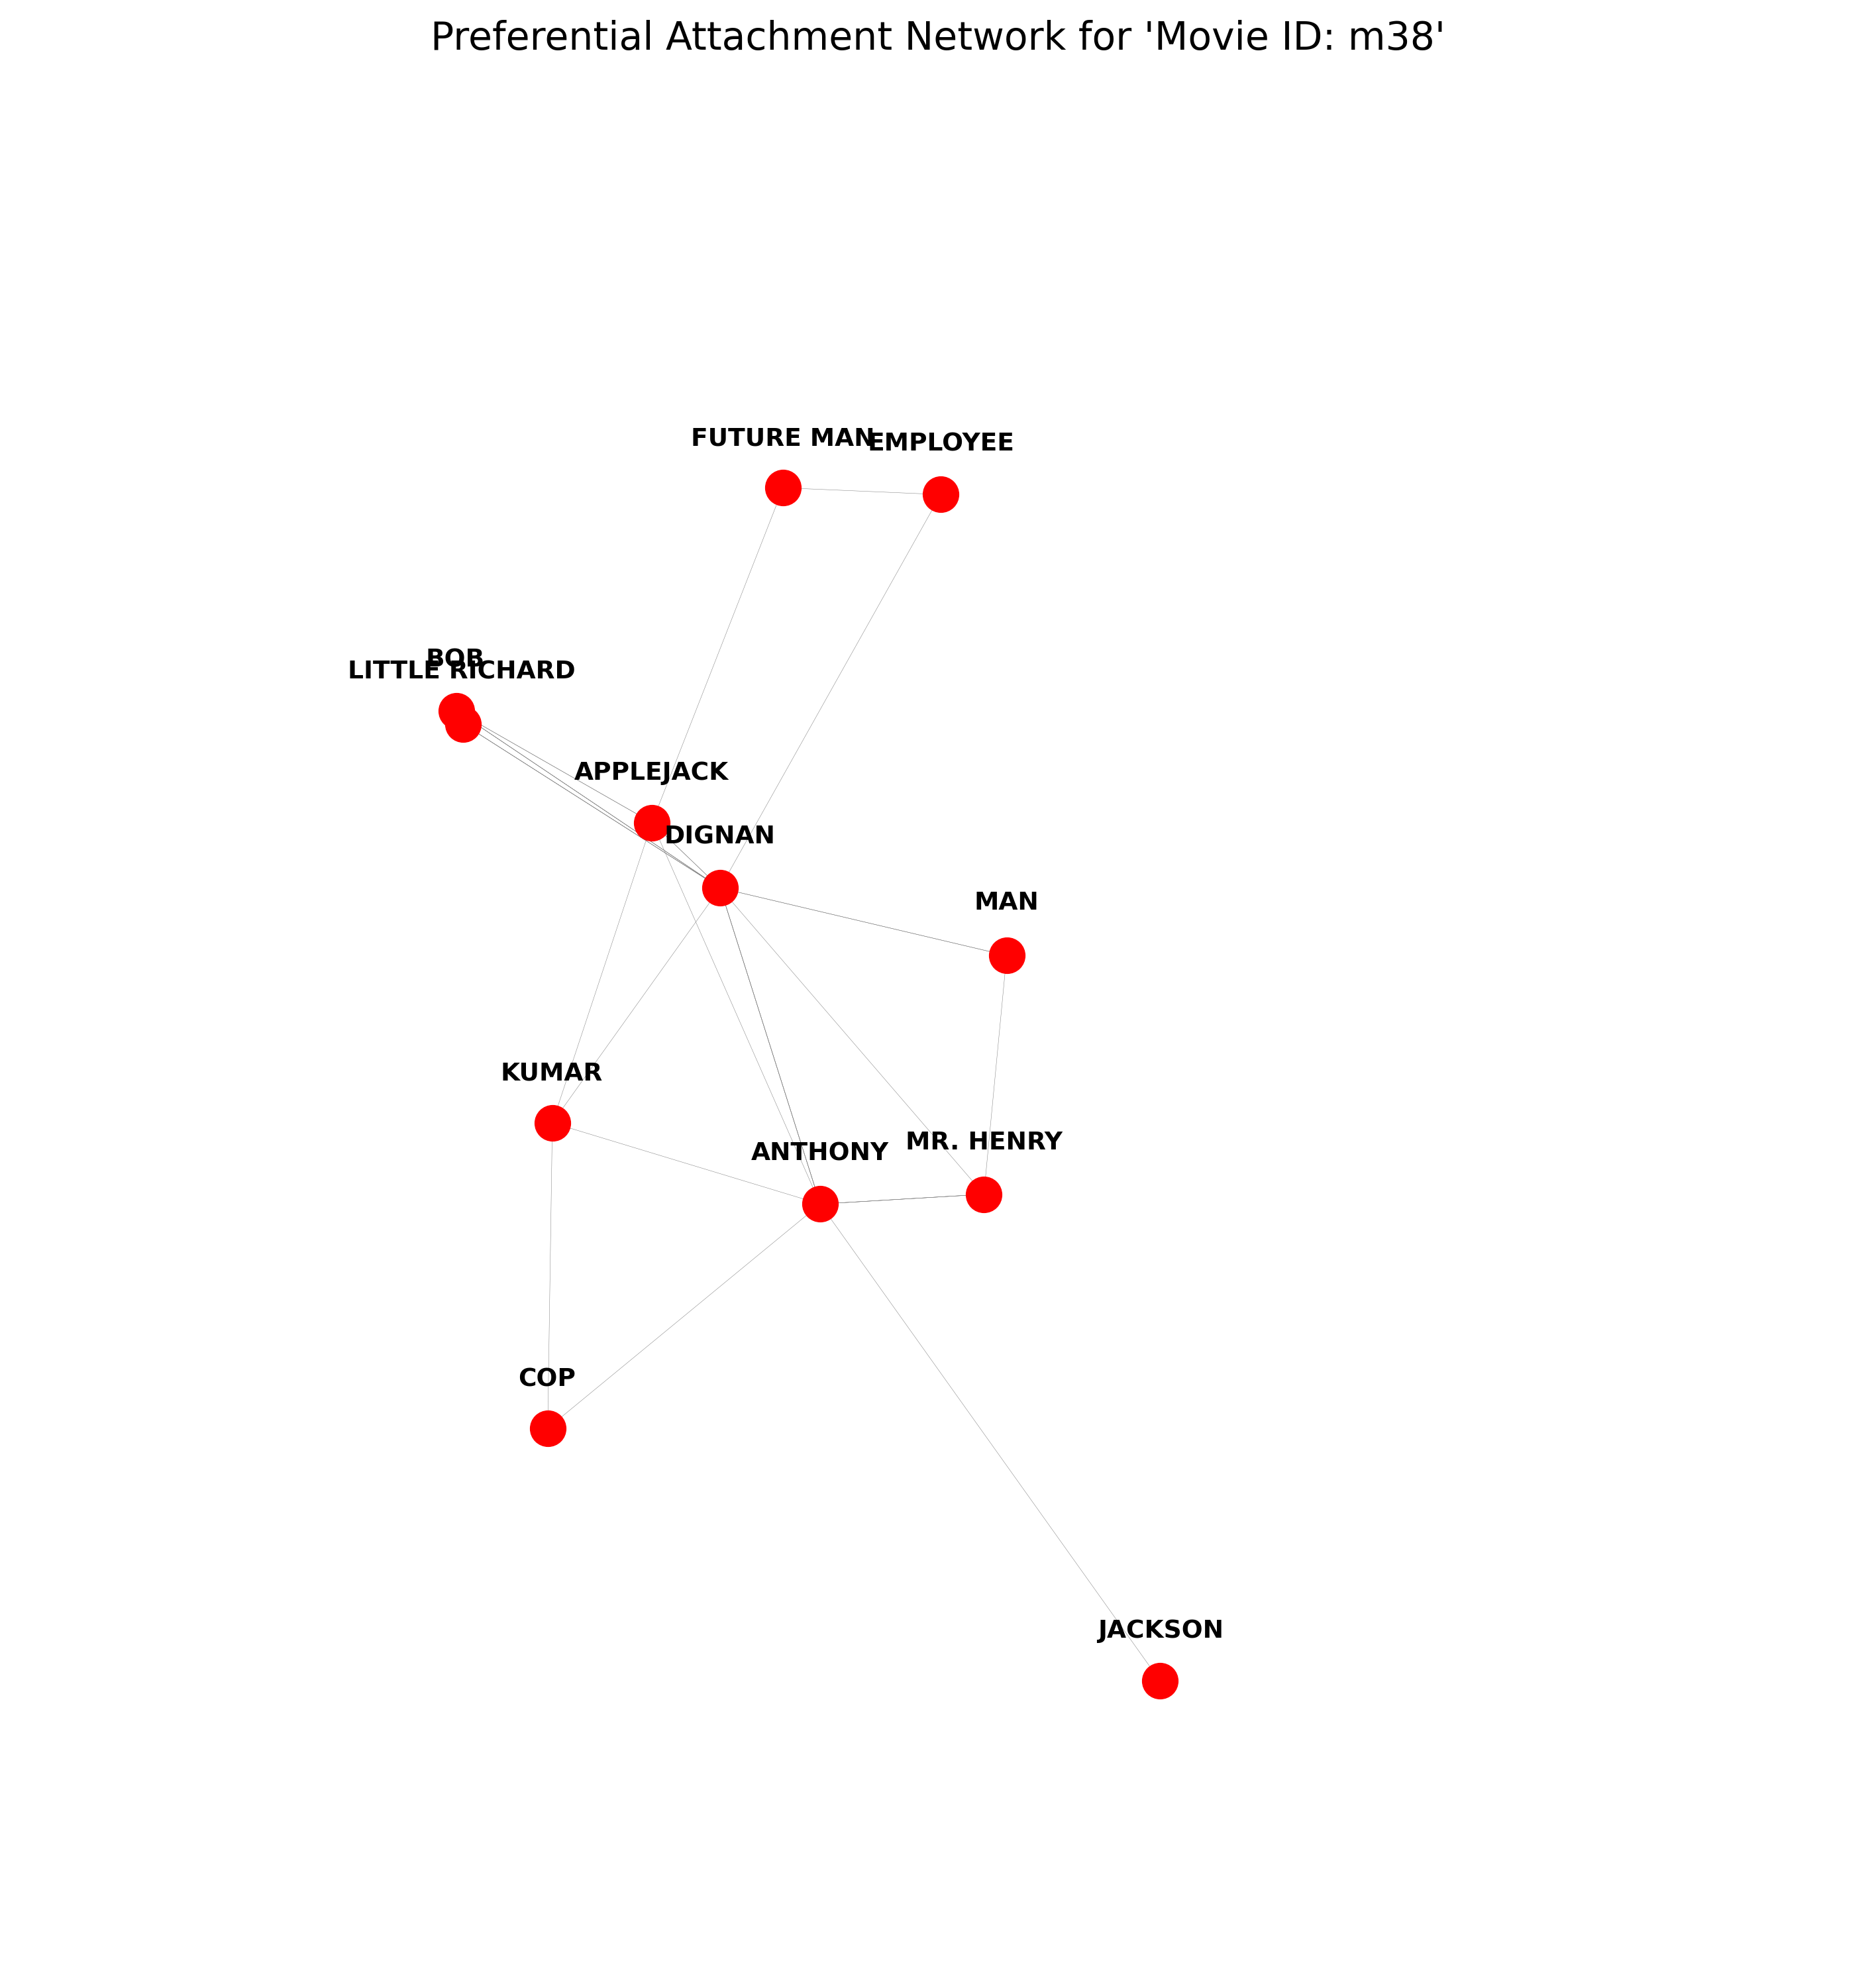 Preferential Attachment Network for 'Movie ID: m38'
FUTURE MAN
EMPLOYEE
BOB
LITTLE RICHARD
APPLEJACK
DIGNAN
MAN
KUMAR
MR. HENRY
ANTHONY
COP
JACKSON